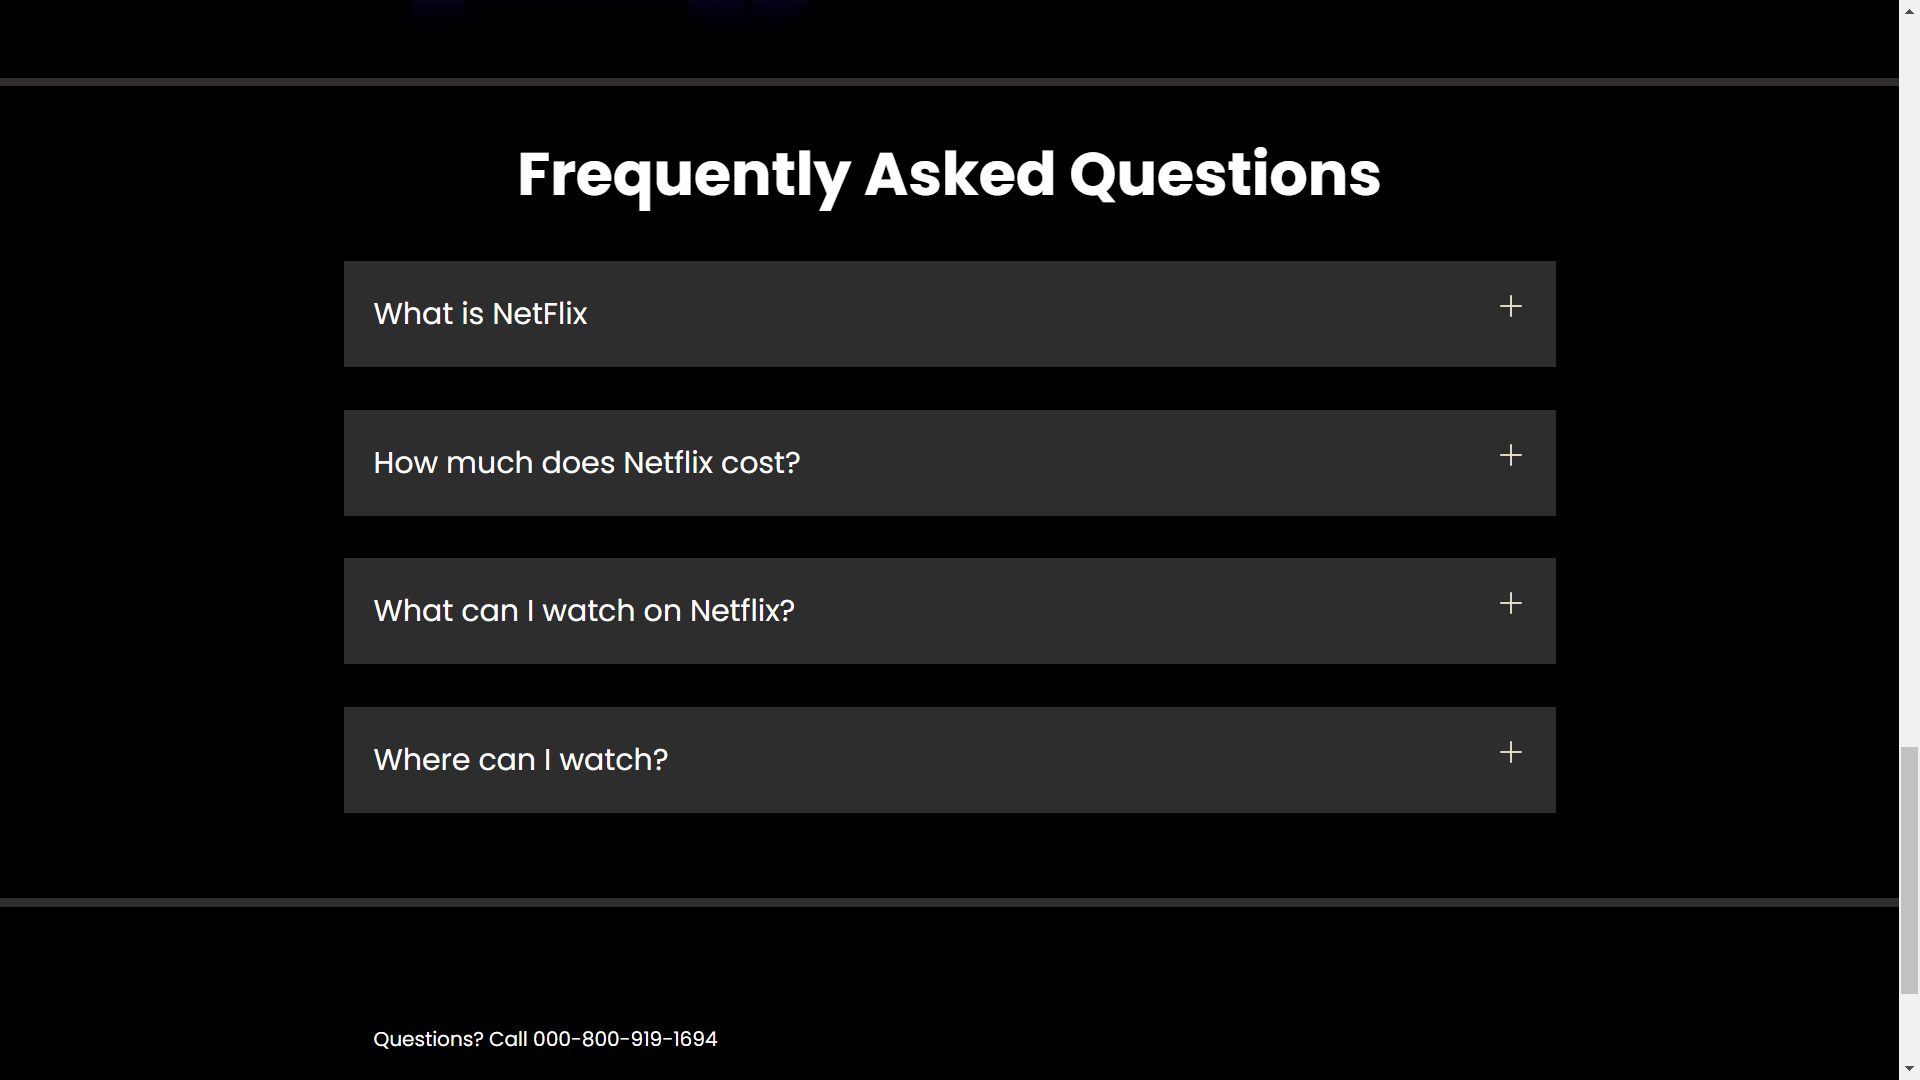 Frequently Asked Questions
What is NetFlix
How much does Netflix cost?
What can I watch on Netflix?
Where can I watch?
Questions? Call 000-800-919-1694